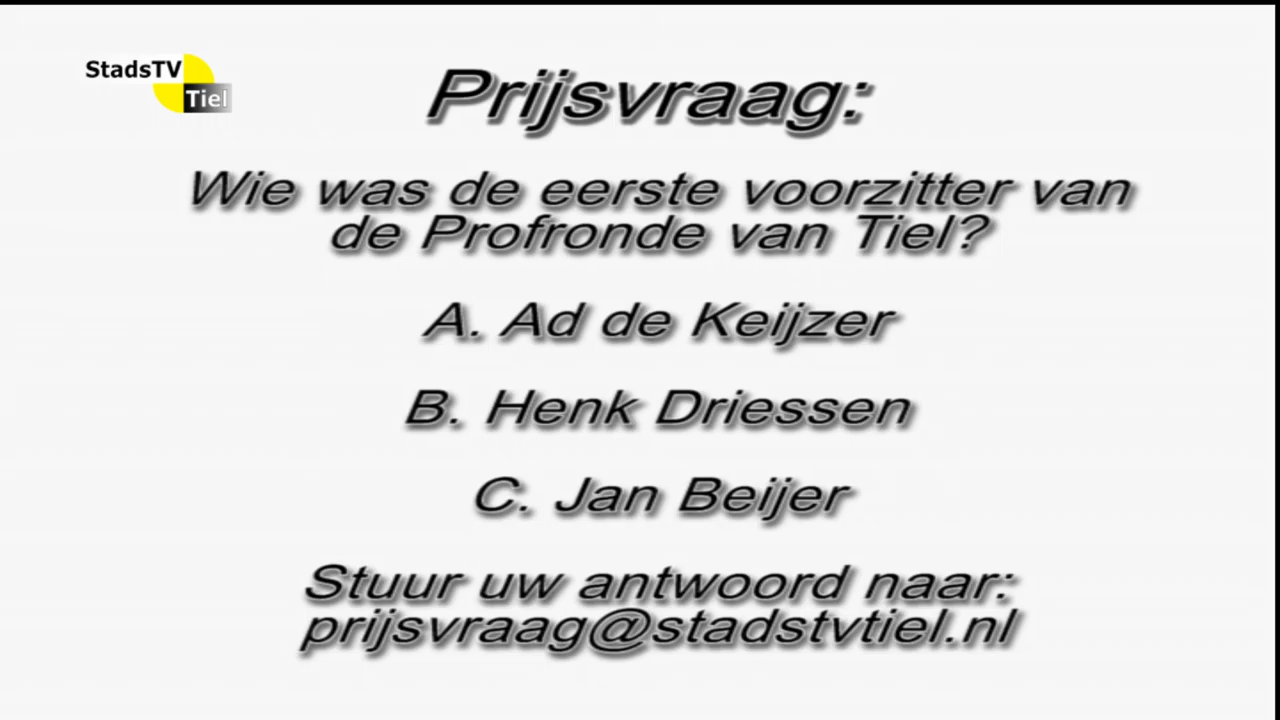 StadsTV
Tiel
Prijsvraag:
Wie was de eerste voorzitter van
de Profronde van Tiel?
A. Ad de Keijzer
B. Henk Driessen
C. Jan Beijer
Stuur uw antwoord naar:
prijsvraag@stadstvtiel.nl